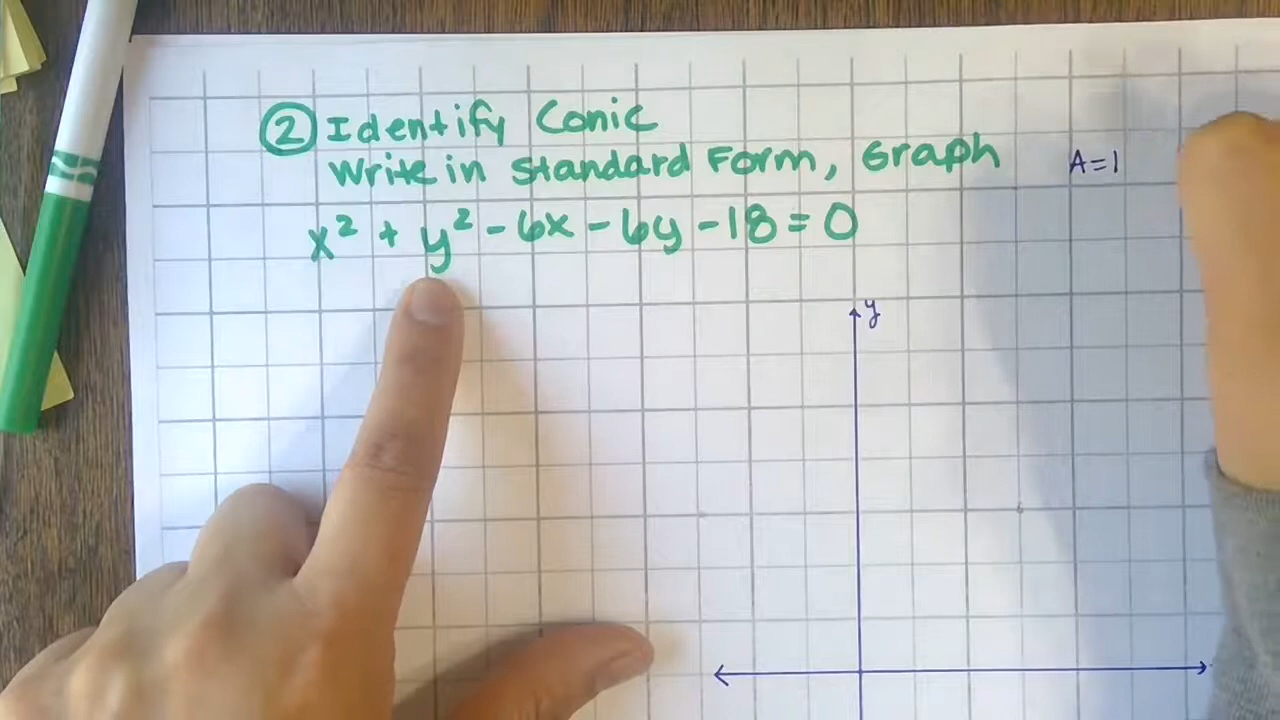 ② Identify Conic
Write in Standard Form, Graph
A=1
x² + y² - 6x - 6y - 18 = 0
y